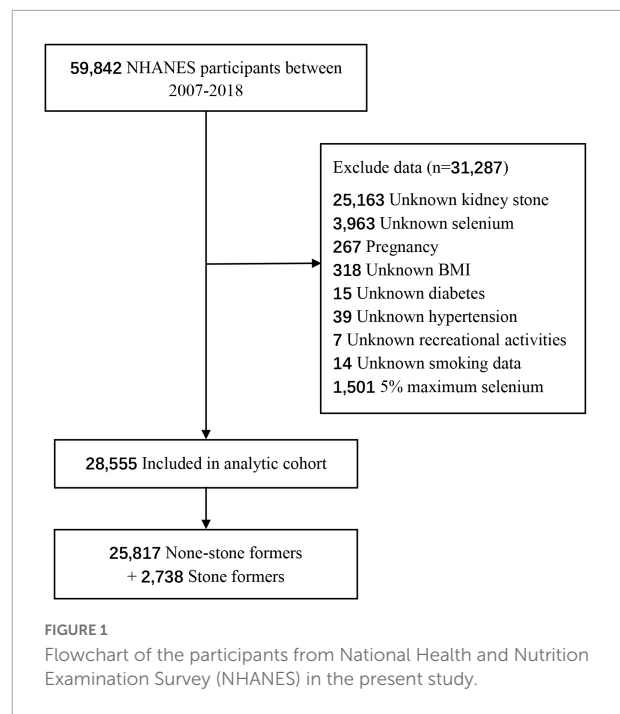 59,842 NHANES participants between
2007-2018
Exclude data (n=31,287)
25,163 Unknown kidney stone
3,963 Unknown selenium
267 Pregnancy
318 Unknown BMI
15 Unknown diabetes
39 Unknown hypertension
7 Unknown recreational activities
14 Unknown smoking data
1,501 5% maximum selenium
28,555 Included in analytic cohort
25,817 None-stone formers
+ 2,738 Stone formers
FIGURE 1
Flowchart of the participants from National Health and Nutrition
Examination Survey (NHANES) in the present study.